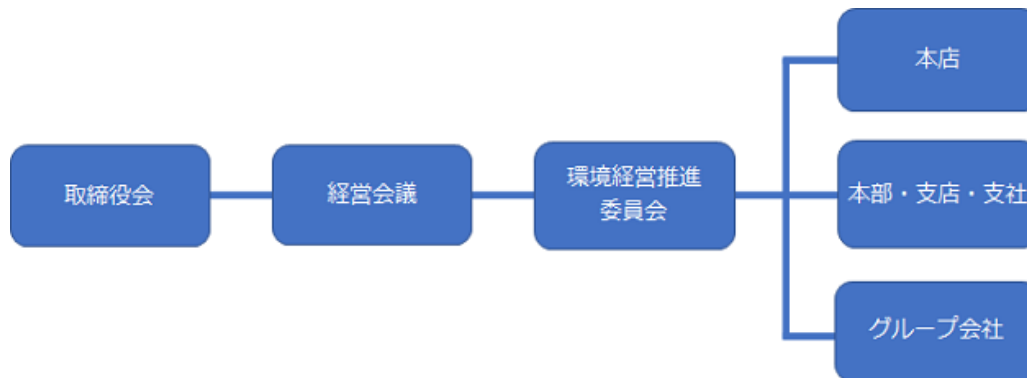 取締役会
経営会議
環境経営推進
委員会
本店
本部・支店・支社
グループ会社